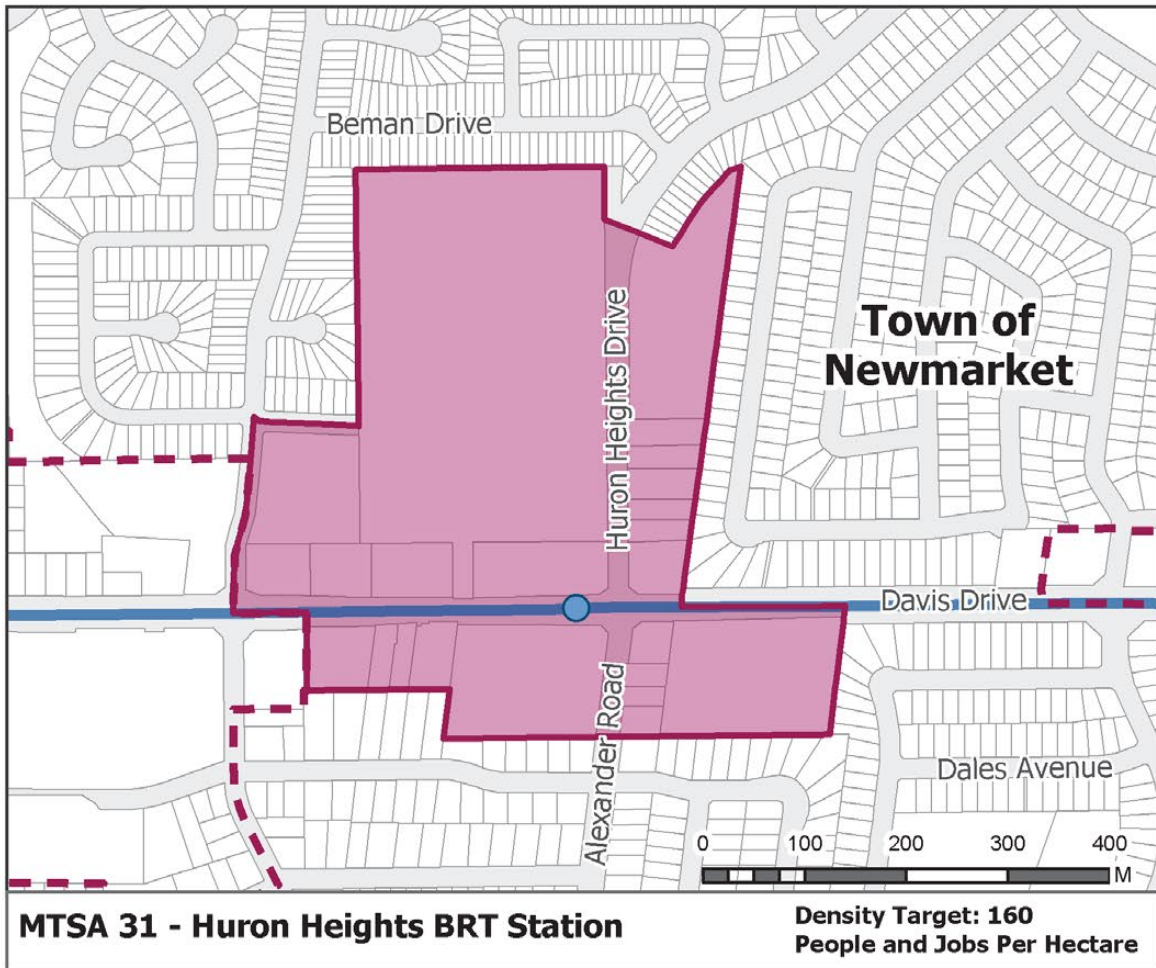 Beman Drive
Huron Heights Drive
Town of
Newmarket
Davis Drive
Alexander Road
Dales Avenue
0 100 200 300 400
M
MTSA 31 - Huron Heights BRT Station
Density Target: 160
People and Jobs Per Hectare